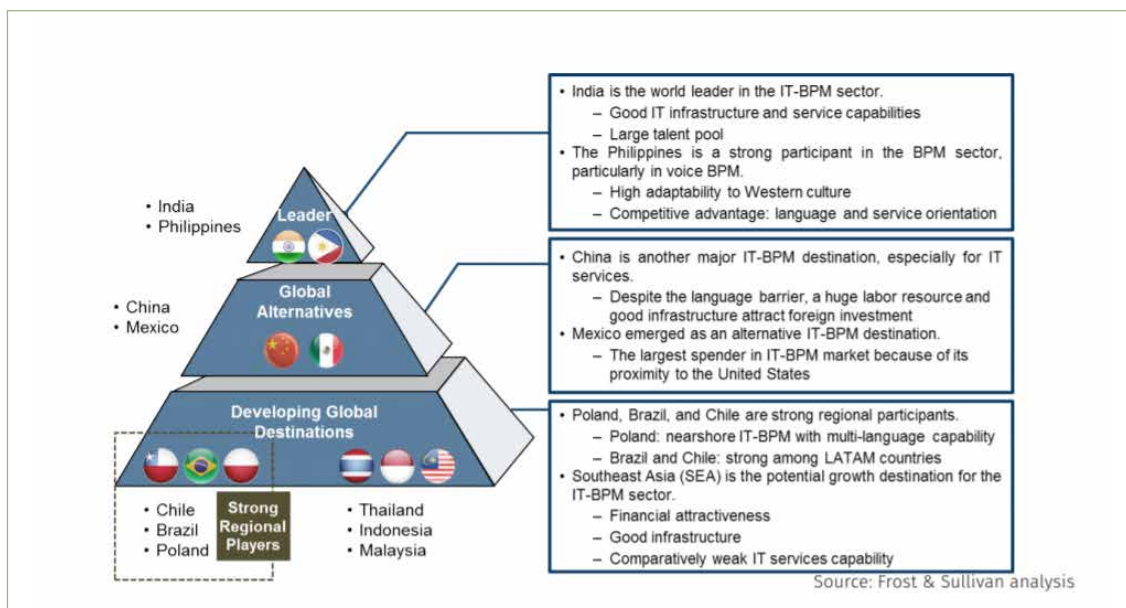 • India is the world leader in the IT-BPM sector.
– Good IT infrastructure and service capabilities
– Large talent pool
• The Philippines is a strong participant in the BPM sector,
particularly in voice BPM.
– High adaptability to Western culture
– Competitive advantage: language and service orientation
• India
• Philippines
Leader
• China is another major IT-BPM destination, especially for IT
services.
– Despite the language barrier, a huge labor resource and
good infrastructure attract foreign investment
• Mexico emerged as an alternative IT-BPM destination.
– The largest spender in IT-BPM market because of its
proximity to the United States
• China
• Mexico
Global
Alternatives
• Poland, Brazil, and Chile are strong regional participants.
– Poland: nearshore IT-BPM with multi-language capability
– Brazil and Chile: strong among LATAM countries
• Southeast Asia (SEA) is the potential growth destination for the
IT-BPM sector.
– Financial attractiveness
– Good infrastructure
– Comparatively weak IT services capability
Developing Global
Destinations
• Chile
• Brazil
• Poland
Strong
Regional
Players
• Thailand
• Indonesia
• Malaysia
Source: Frost & Sullivan analysis